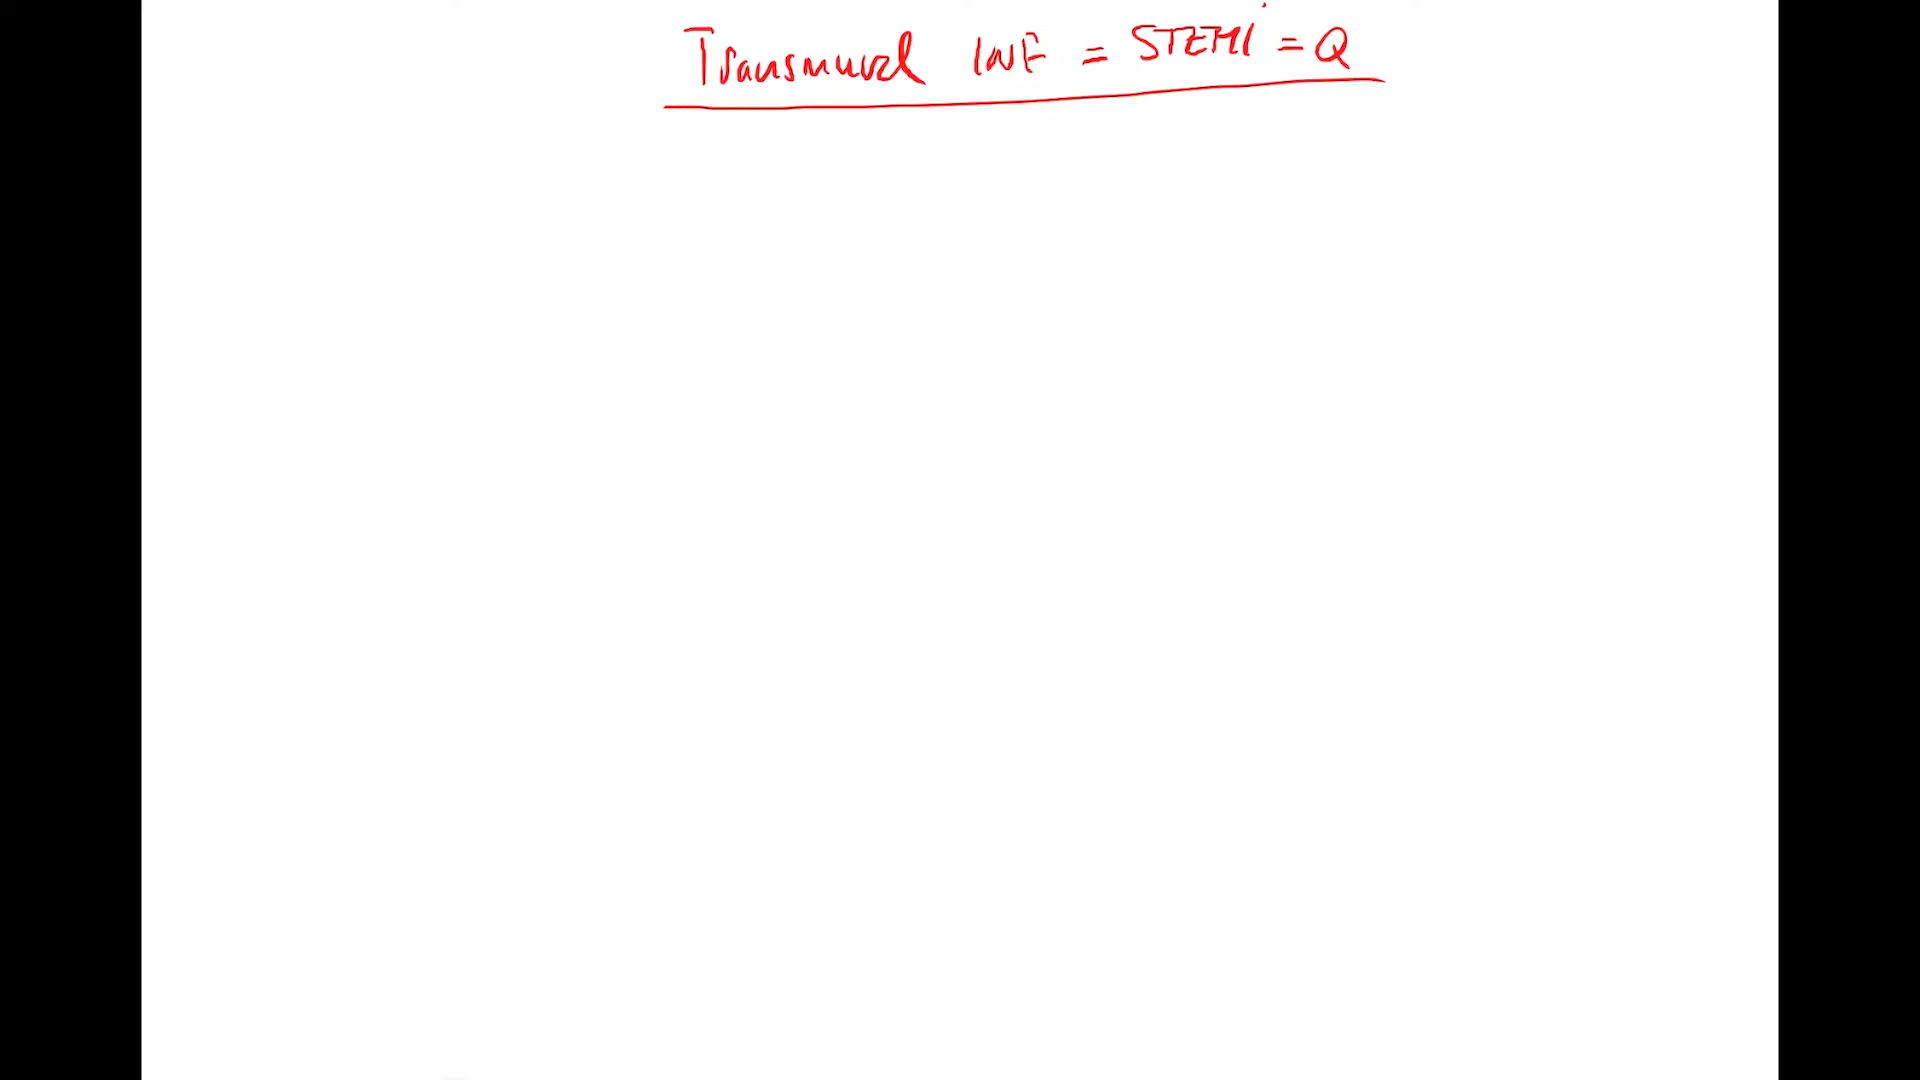 Transmural INF = STEMI = Q